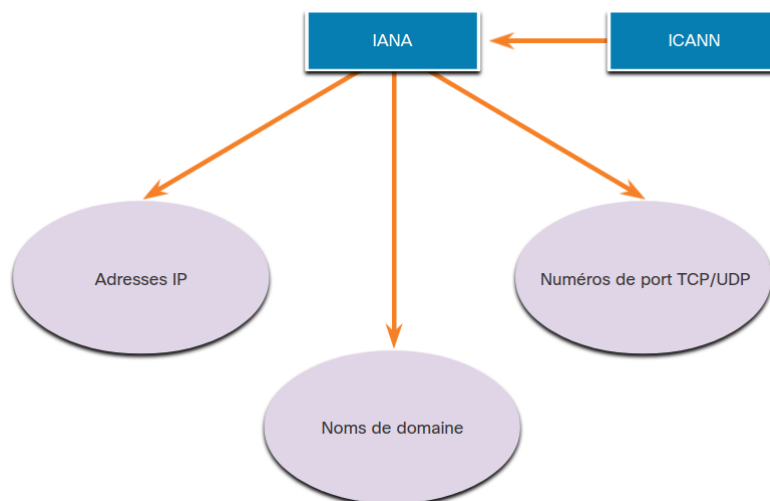 IANA
ICANN
Adresses IP
Numéros de port TCP/UDP
Noms de domaine